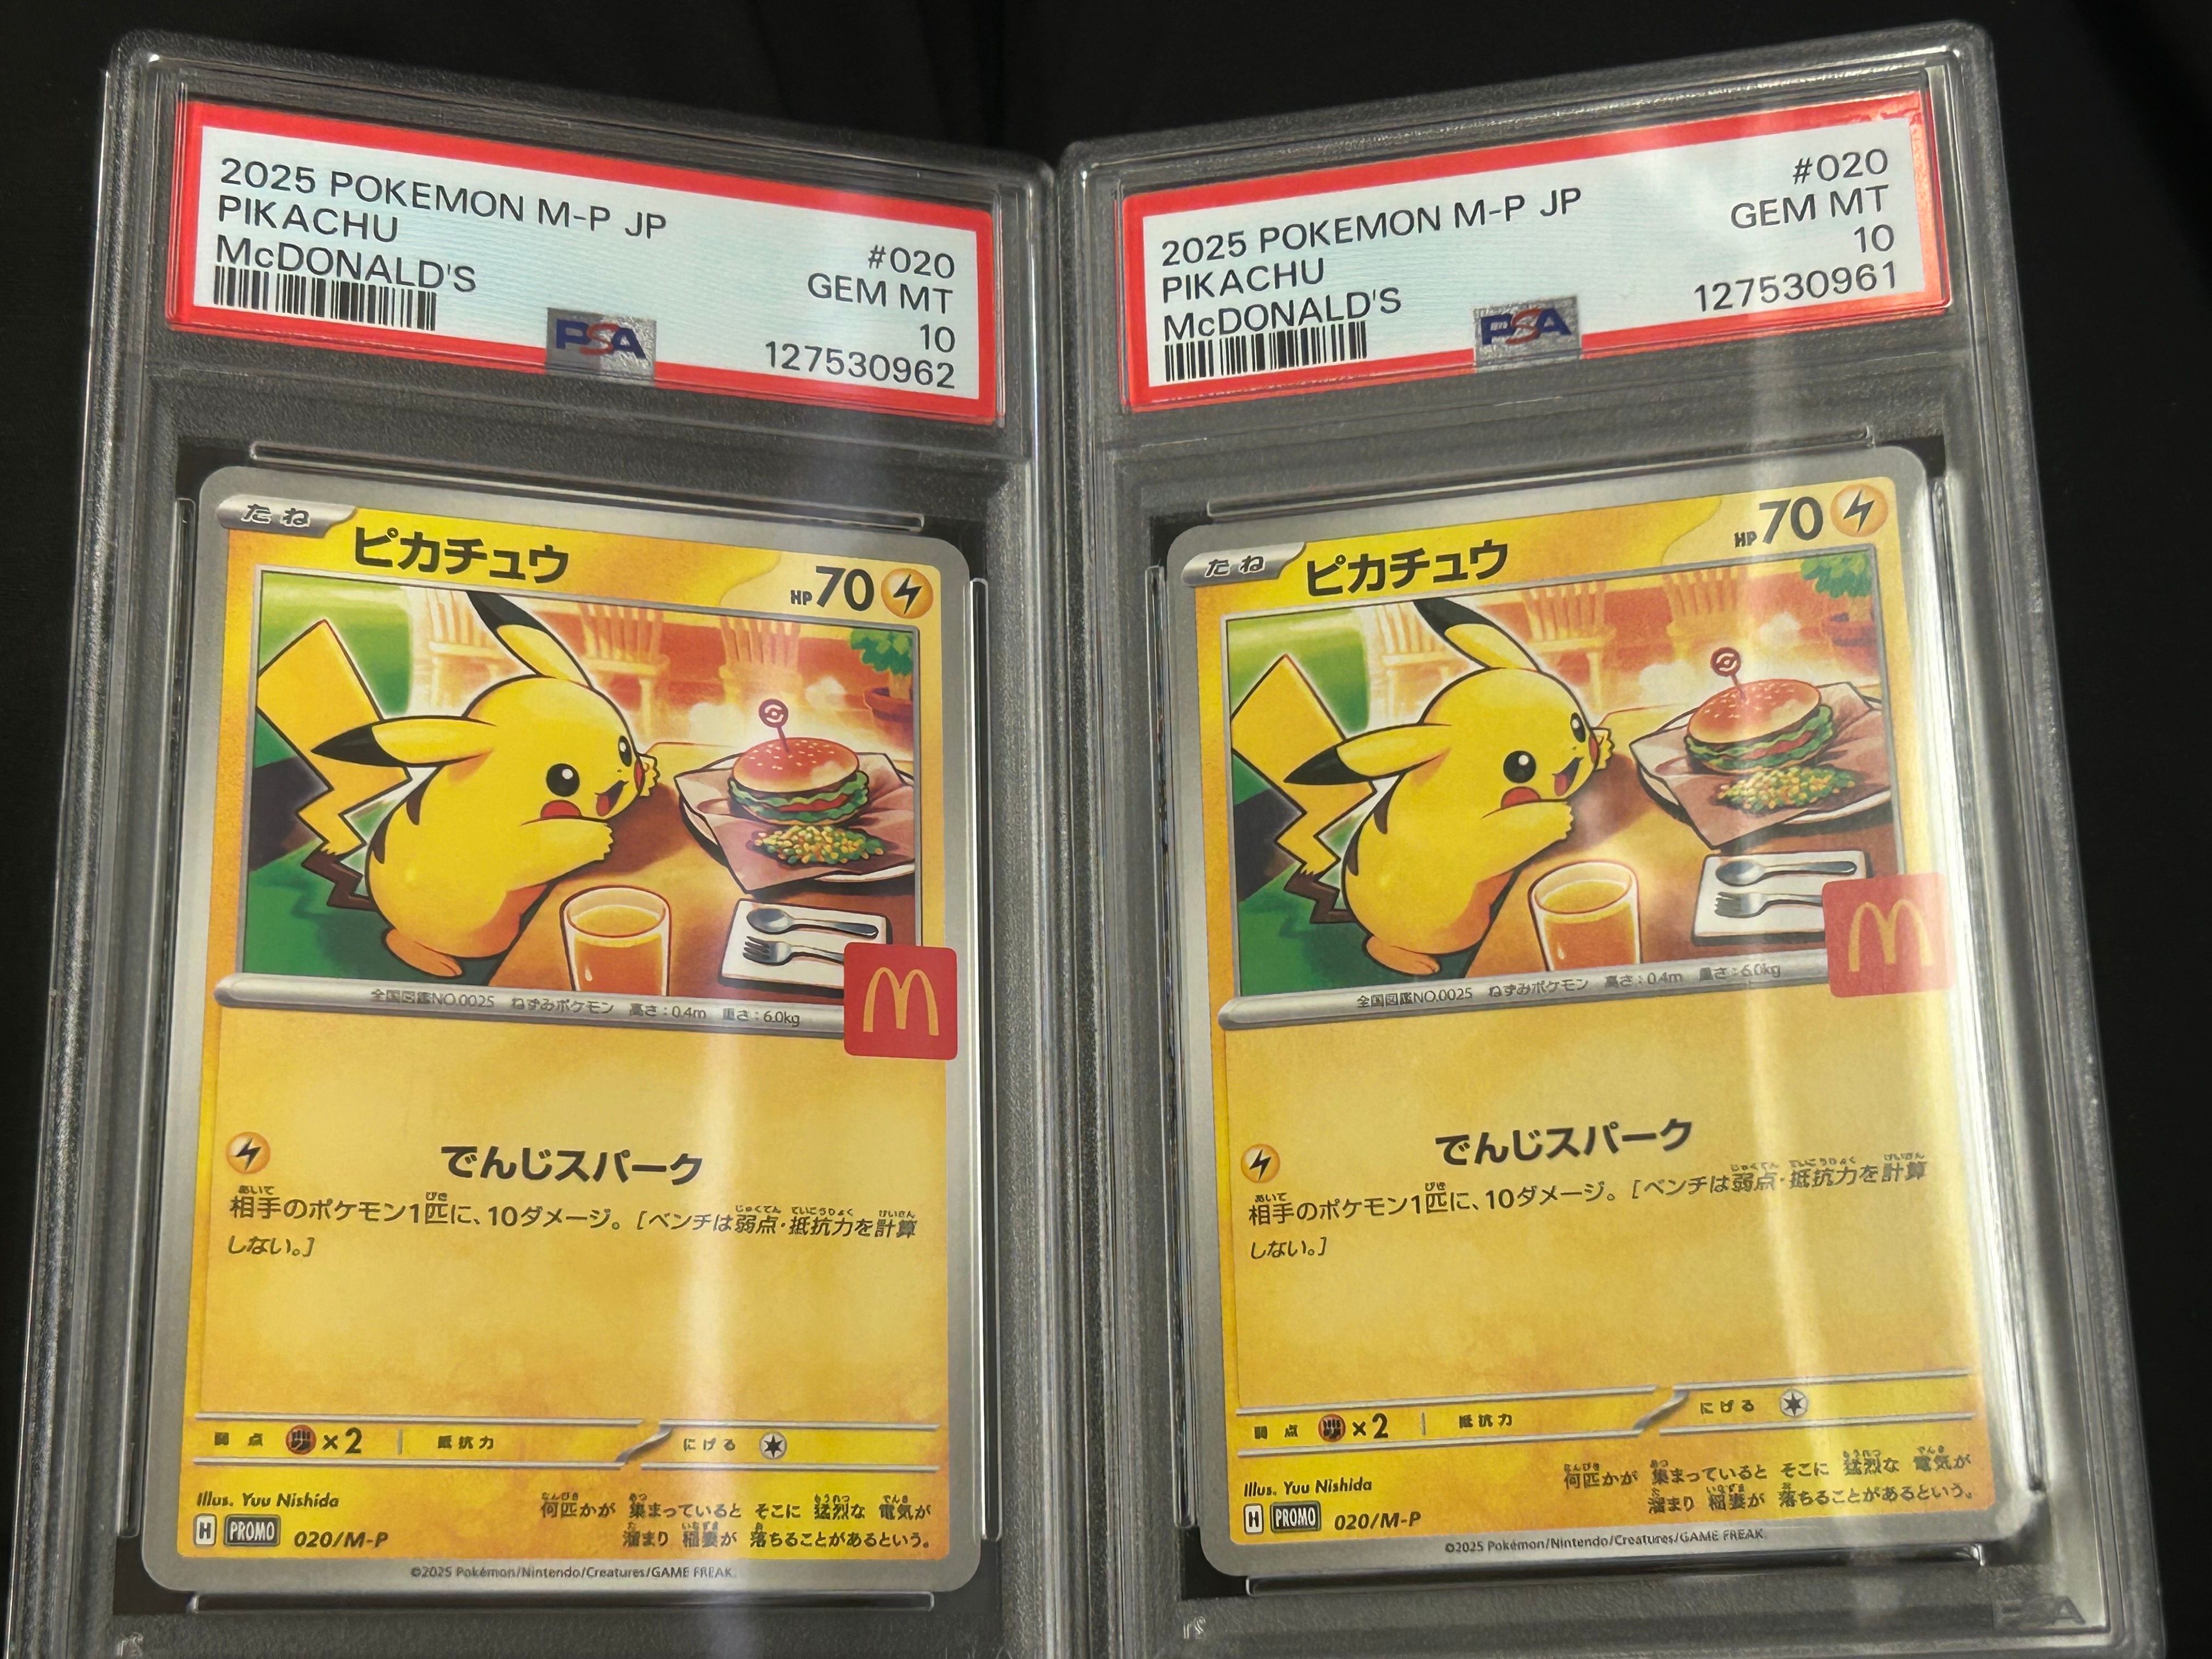 2025 POKEMON M-P JP
#020
PIKACHU
GEM MT
McDONALD'S
10
PSA
127530962
たね
ピカチュウ
HP70
全国図鑑NO.0025 ねずみポケモン 高さ:0.4m 重さ:6.0kg
でんじスパーク
相手のポケモン1匹に、10ダメージ。[ベンチは弱点・抵抗力を計算
しない。]
弱点 ×2 抵抗力 にげる
Illus. Yuu Nishida
何匹かが 集まっていると そこに 猛烈な 電気が
溜まり 稲妻が 落ちることがあるという。
H PROMO 020/M-P
©2025 Pokémon/Nintendo/Creatures/GAME FREAK.
2025 POKEMON M-P JP
#020
PIKACHU
GEM MT
McDONALD'S
10
PSA
127530961
たね
ピカチュウ
HP70
全国図鑑NO.0025 ねずみポケモン 高さ:0.4m 重さ:6.0kg
でんじスパーク
相手のポケモン1匹に、10ダメージ。[ベンチは弱点・抵抗力を計算
しない。]
弱点 ×2 抵抗力 にげる
Illus. Yuu Nishida
何匹かが 集まっていると そこに 猛烈な 電気が
溜まり 稲妻が 落ちることがあるという。
H PROMO 020/M-P
©2025 Pokémon/Nintendo/Creatures/GAME FREAK.
PSA